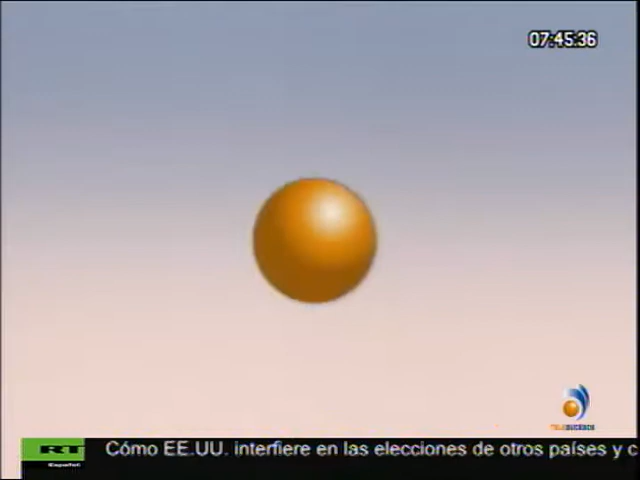 07:45:36
RT
Español
Cómo EE.UU. interfiere en las elecciones de otros países y c